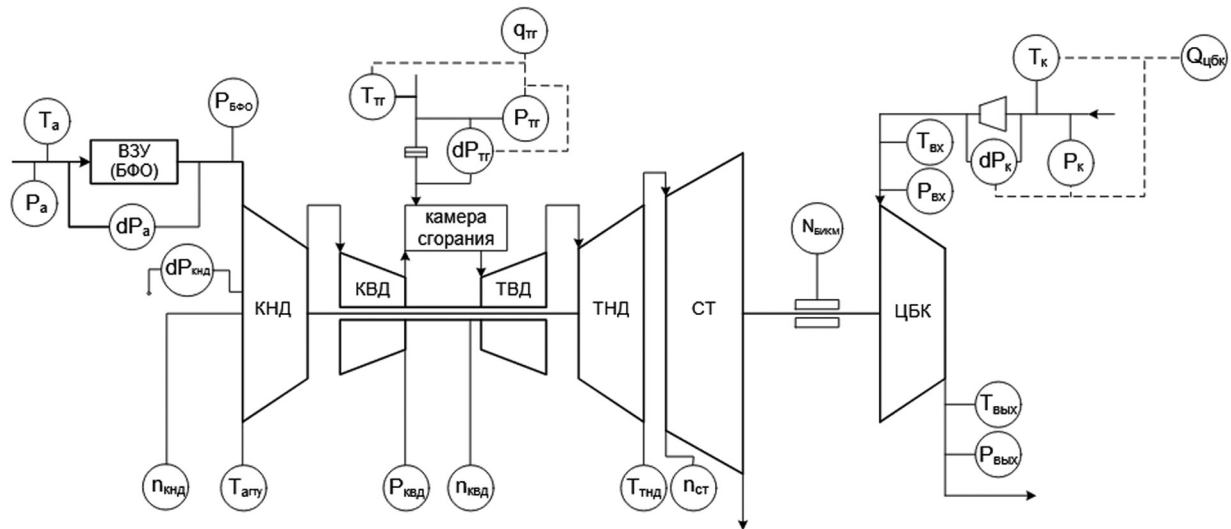 qтг
Tк
Qцбк
Tтг
Pтг
PБФО
Tа
ВЗУ
(БФО)
dPтг
Tвх
dPк
Pк
Pа
Pвх
dPа
камера
сгорания
Nбикм
dPкнд
КВД
ТВД
КНД
ТНД
СТ
ЦБК
Tвых
Pвых
nкнд
Tагпу
Pквд
nквд
Tтнд
nст